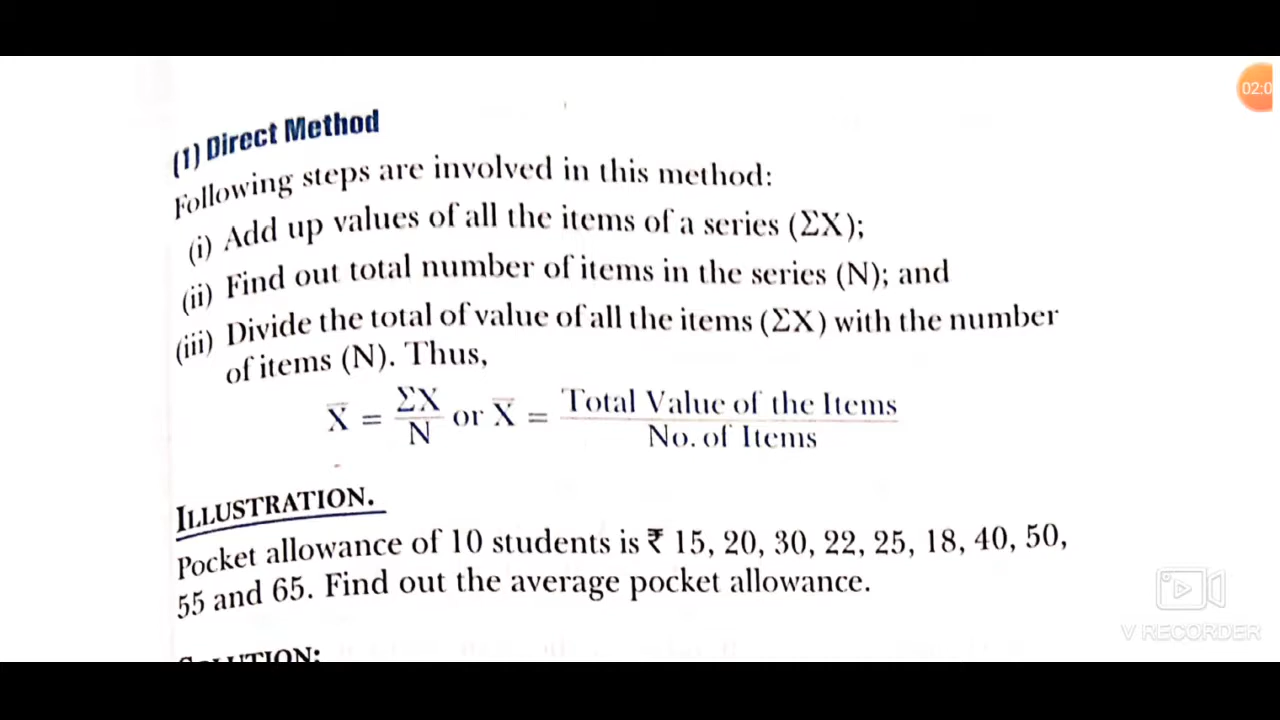 02:0
(1) Direct Method
Following steps are involved in this method:
(i) Add up values of all the items of a series (ΣX);
(ii) Find out total number of items in the series (N); and
(iii) Divide the total of value of all the items (ΣX) with the number
of items (N). Thus,
X̅ = ΣX/N or X̅ = Total Value of the Items/No. of Items
ILLUSTRATION.
Pocket allowance of 10 students is ₹ 15, 20, 30, 22, 25, 18, 40, 50,
55 and 65. Find out the average pocket allowance.
SOLUTION:
V RECORDER